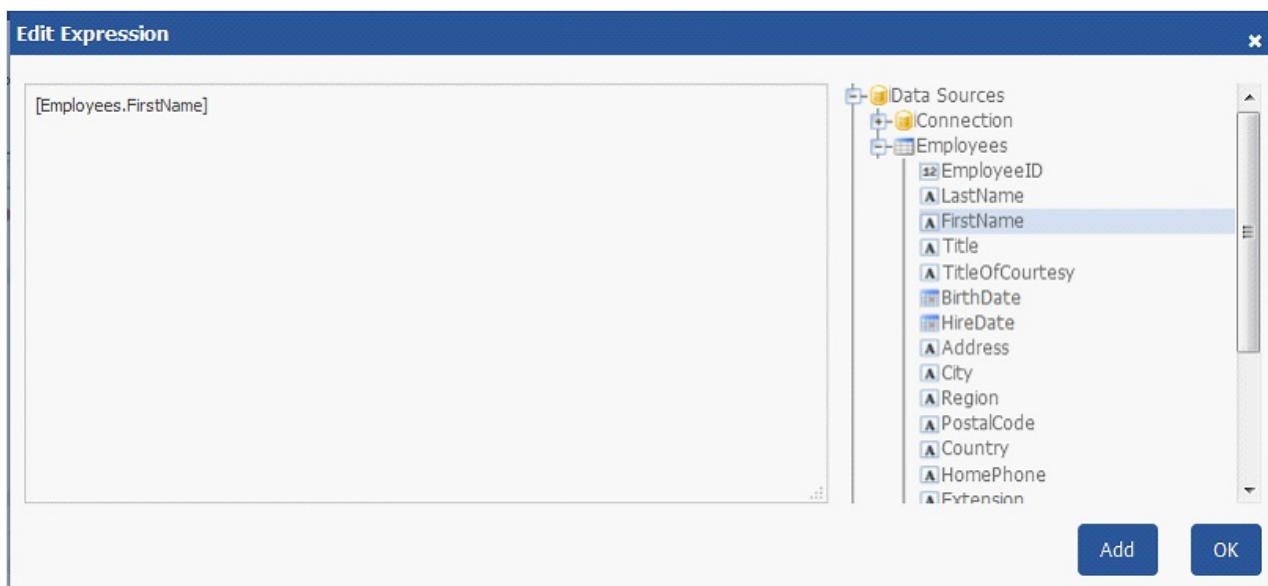 Edit Expression
[Employees.FirstName]
Data Sources
Connection
Employees
EmployeeID
LastName
FirstName
Title
TitleOfCourtesy
BirthDate
HireDate
Address
City
Region
PostalCode
Country
HomePhone
Extension
Add
OK